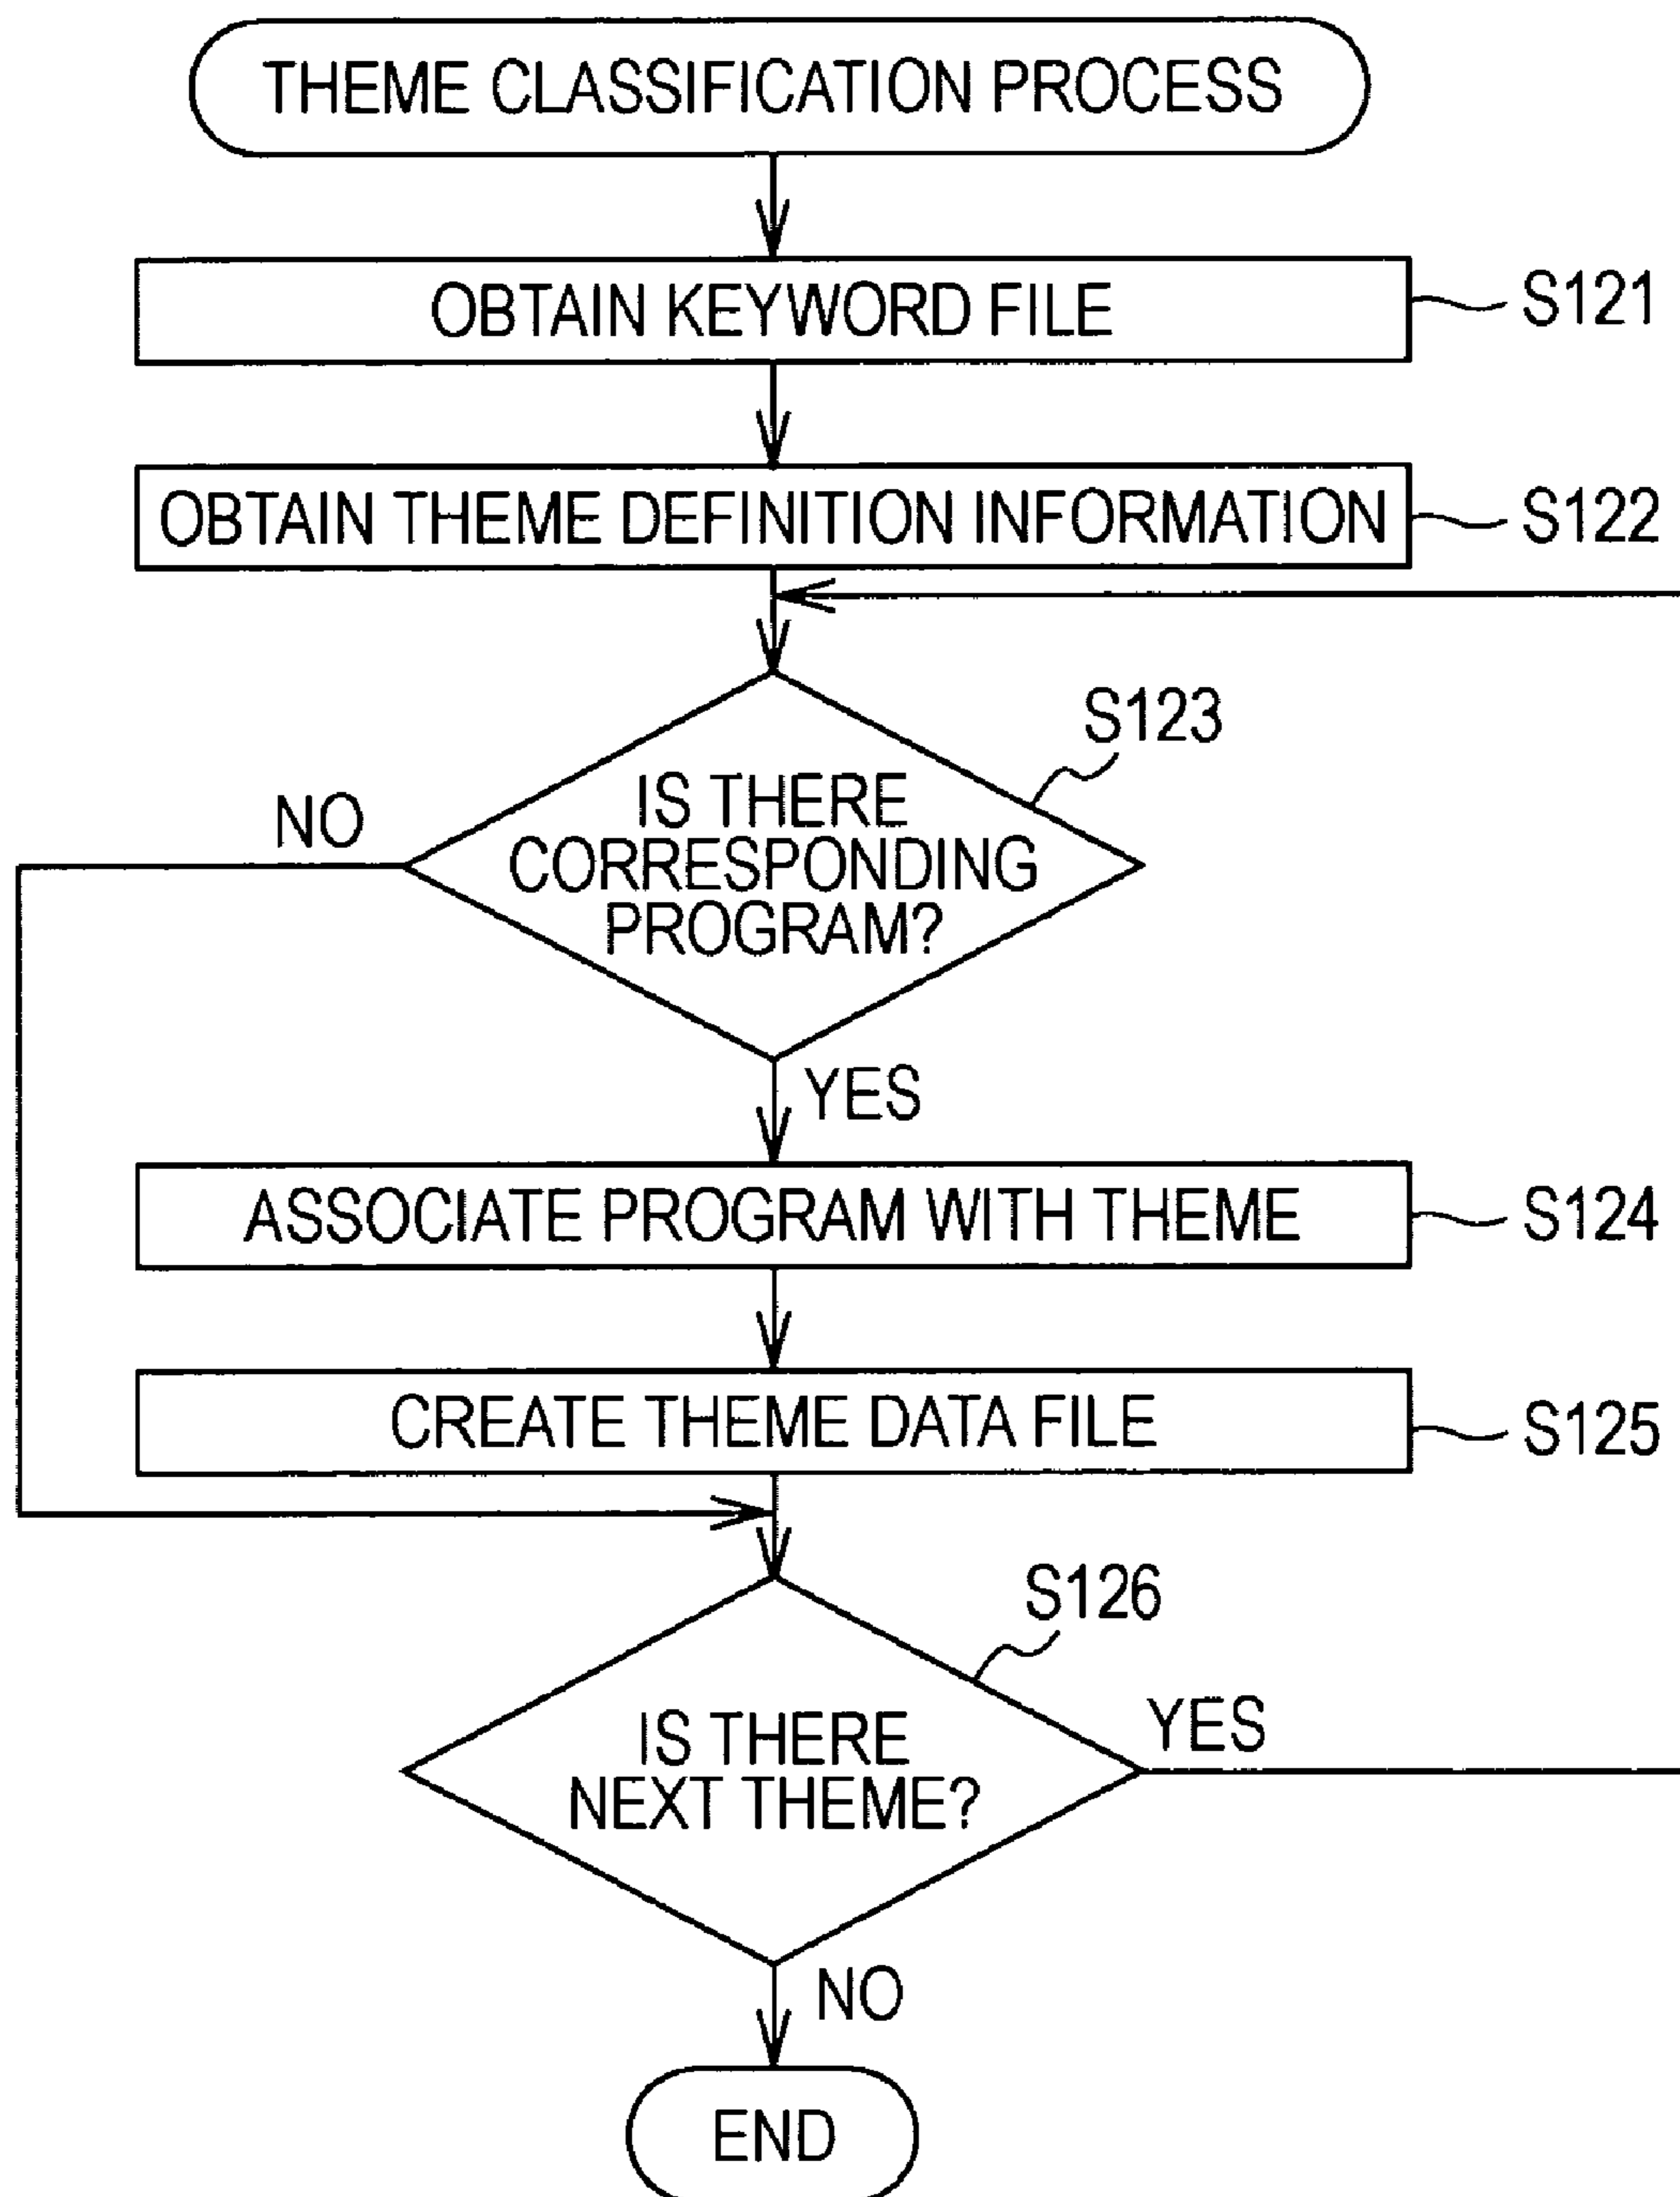 THEME CLASSIFICATION PROCESS
OBTAIN KEYWORD FILE
S121
OBTAIN THEME DEFINITION INFORMATION
S122
S123
IS THERE
CORRESPONDING
PROGRAM?
NO
YES
ASSOCIATE PROGRAM WITH THEME
S124
CREATE THEME DATA FILE
S125
S126
IS THERE
NEXT THEME?
YES
NO
END